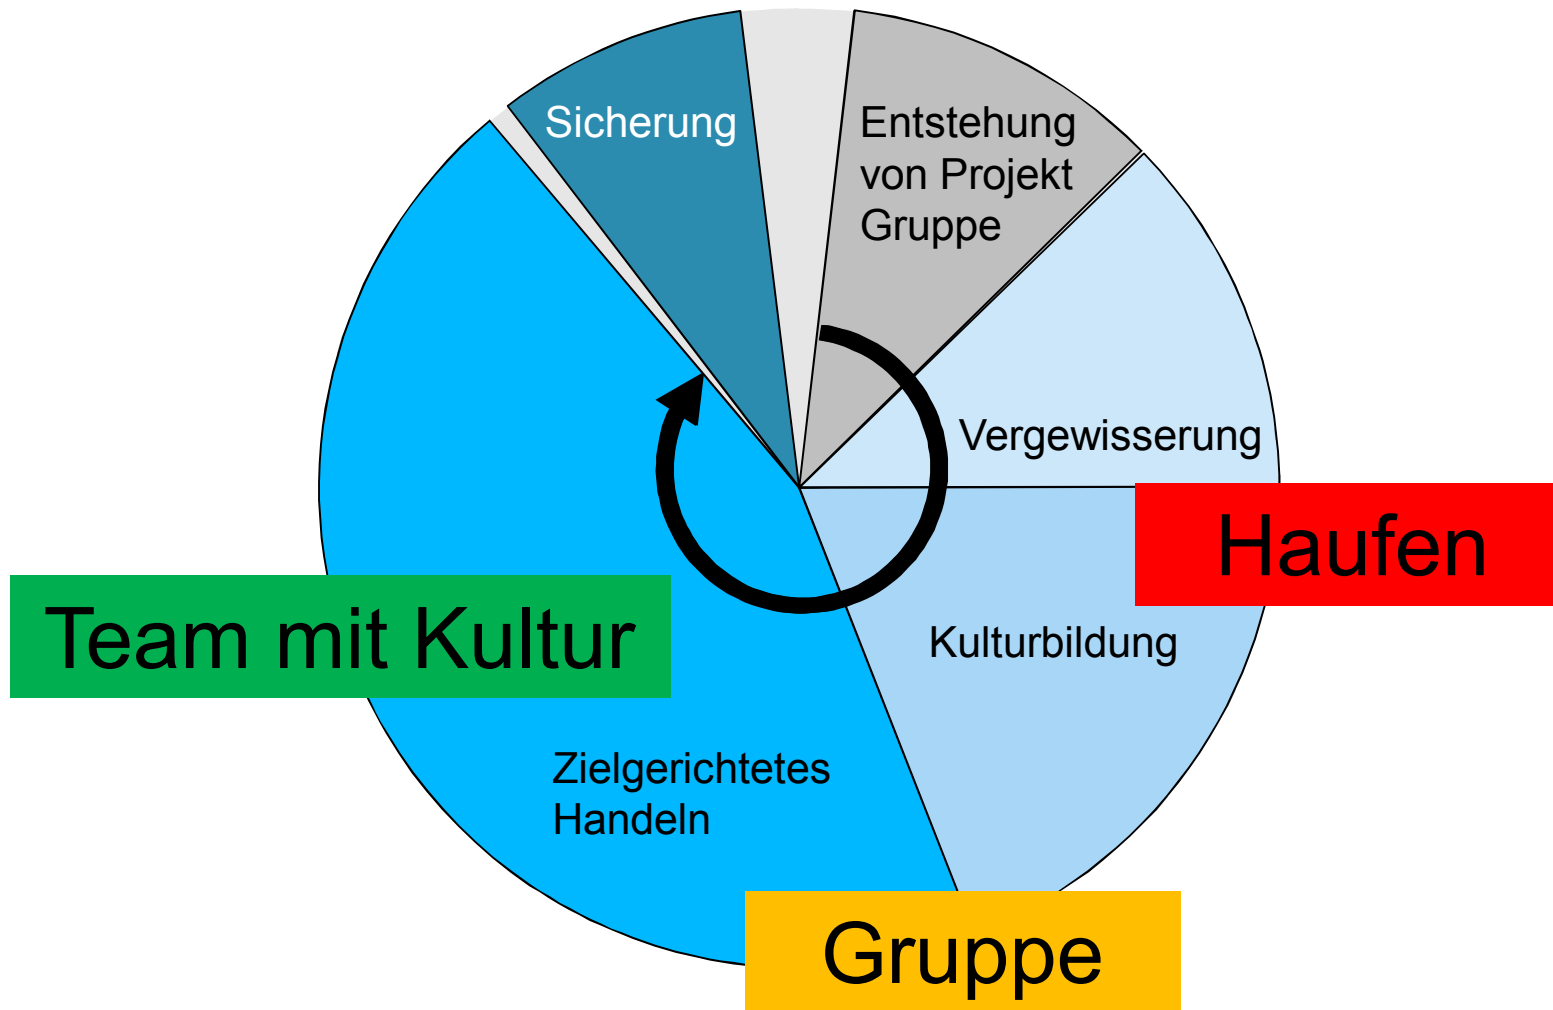 Sicherung
Entstehung
von Projekt
Gruppe
Vergewisserung
Haufen
Team mit Kultur
Kulturbildung
Zielgerichtetes
Handeln
Gruppe